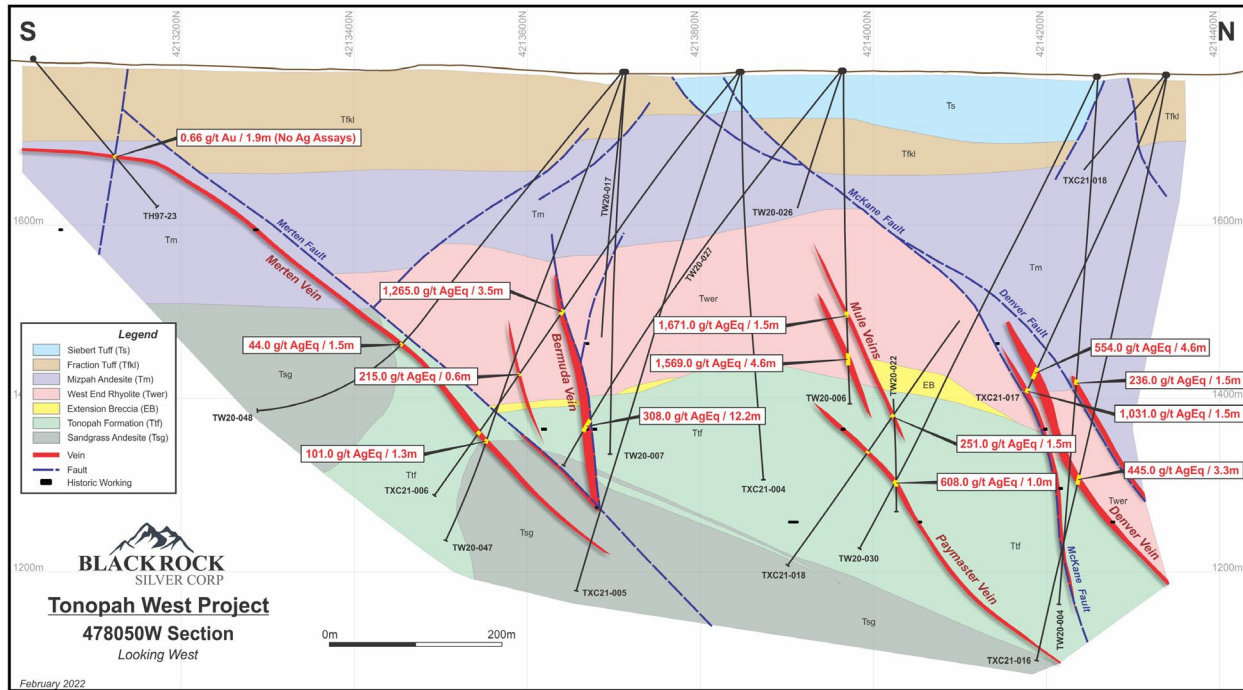 S
N
4213200N
4213400N
4213600N
4213800N
4214000N
4214200N
4214400N
Ts
Tfkl
Tfkl
Tfkl
0.66 g/t Au / 1.9m (No Ag Assays)
TH97-23
TW20-017
TW20-026
TXC21-018
1600m
1600m
Tm
Tm
Tm
Merten Fault
Merten Vein
TW20-027
McKane Fault
Twer
Denver Fault
1,265.0 g/t AgEq / 3.5m
Bermuda Vein
1,671.0 g/t AgEq / 1.5m
Mule Veins
1,569.0 g/t AgEq / 4.6m
TW20-022
554.0 g/t AgEq / 4.6m
44.0 g/t AgEq / 1.5m
215.0 g/t AgEq / 0.6m
Tsg
EB
TXC21-017
236.0 g/t AgEq / 1.5m
1400m
TW20-006
1,031.0 g/t AgEq / 1.5m
TW20-048
308.0 g/t AgEq / 12.2m
Ttf
251.0 g/t AgEq / 1.5m
101.0 g/t AgEq / 1.3m
TW20-007
Ttf
TXC21-006
TXC21-004
608.0 g/t AgEq / 1.0m
445.0 g/t AgEq / 3.3m
Twer
Denver Vein
Tsg
TW20-047
TW20-030
Ttf
TXC21-018
Paymaster Vein
McKane Fault
1200m
1200m
TXC21-005
Tsg
TW20-004
TXC21-016
Legend
Siebert Tuff (Ts)
Fraction Tuff (Tfkl)
Mizpah Andesite (Tm)
West End Rhyolite (Twer)
Extension Breccia (EB)
Tonopah Formation (Ttf)
Sandgrass Andesite (Tsg)
Vein
Fault
Historic Working
BLACKROCK
SILVER CORP
Tonopah West Project
478050W Section
Looking West
0m
200m
February 2022